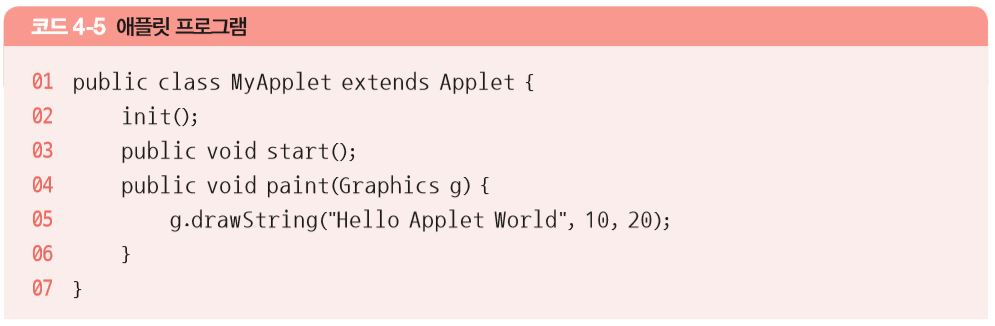 코드 4-5 애플릿 프로그램
01 public class MyApplet extends Applet {
02 init();
03 public void start();
04 public void paint(Graphics g) {
05 g.drawString("Hello Applet World", 10, 20);
06 }
07 }